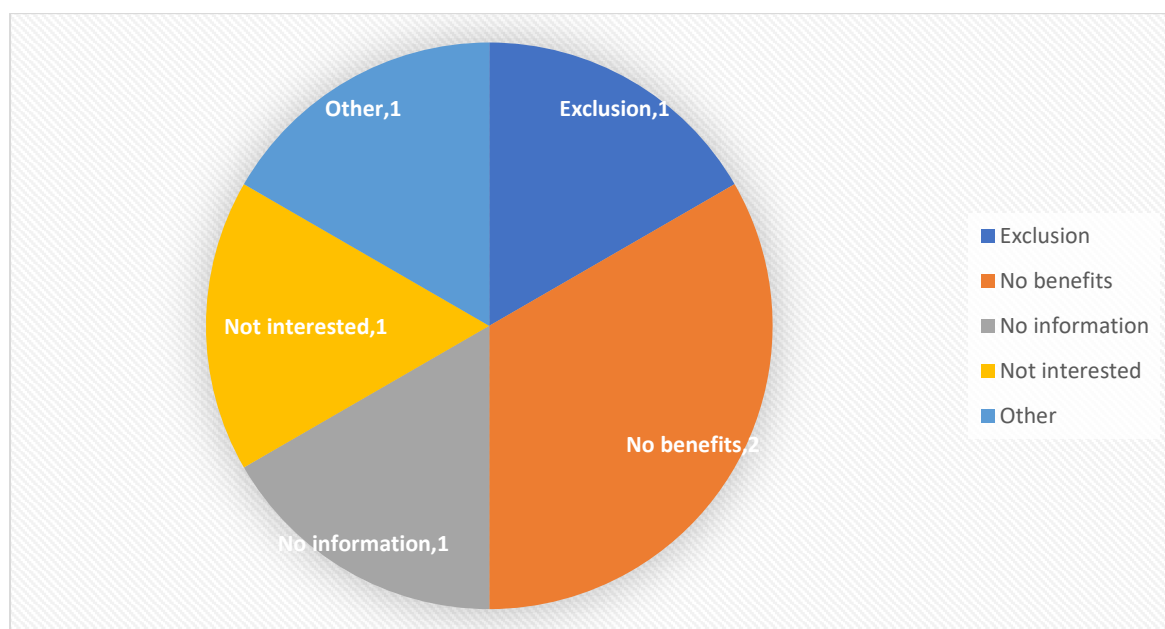 Other,1
Exclusion,1
Not interested,1
No benefits,2
No information,1
Exclusion
No benefits
No information
Not interested
Other